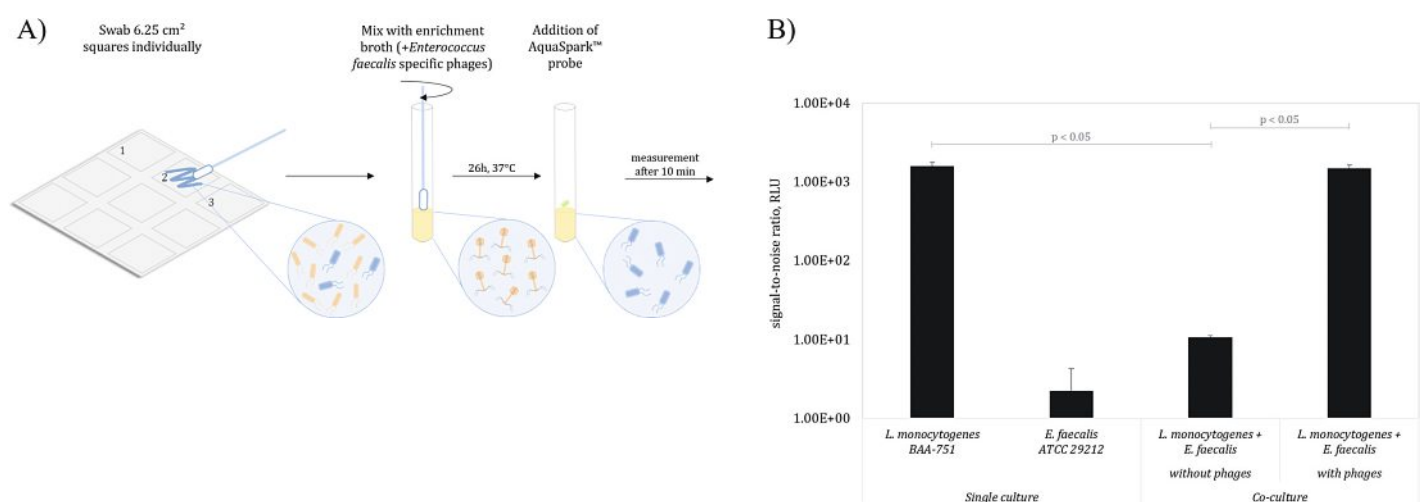 A)
Swab 6.25 cm²
squares individually
Mix with enrichment
broth (+Enterococcus
faecalis specific phages)
Addition of
AquaSpark™
probe
1
2
3
26h, 37°C
measurement
after 10 min
B)
signal-to-noise ratio, RLU
1.00E+04
1.00E+03
1.00E+02
1.00E+01
1.00E+00
p < 0.05
p < 0.05
L. monocytogenes
BAA-751
E. faecalis
ATCC 29212
L. monocytogenes +
E. faecalis
without phages
L. monocytogenes +
E. faecalis
with phages
Single culture
Co-culture